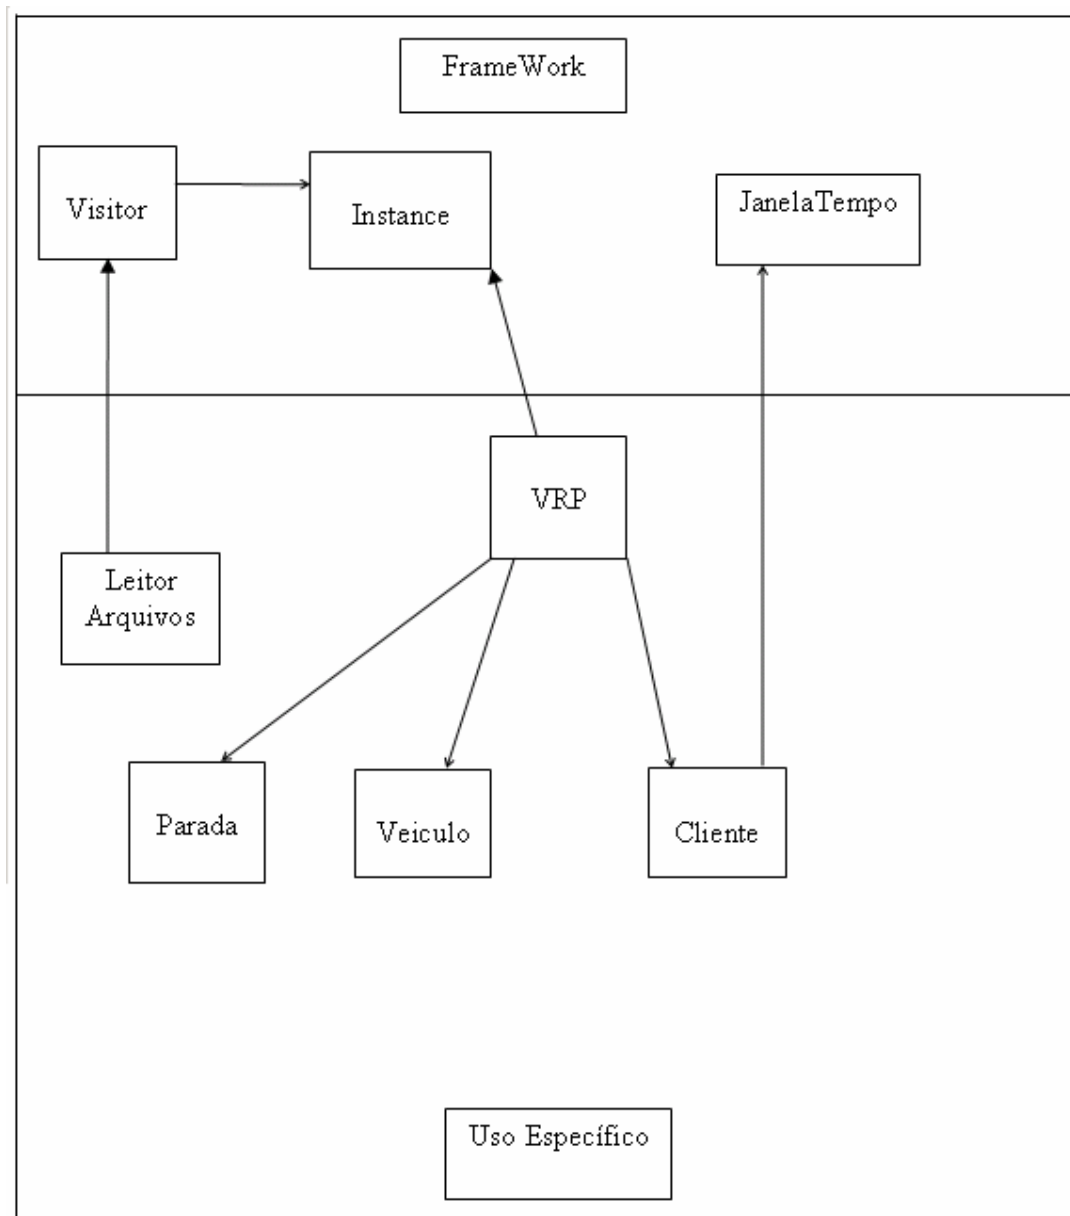 FrameWork
Visitor
Instance
JanelaTempo
VRP
Leitor
Arquivos
Parada
Veiculo
Cliente
Uso Específico